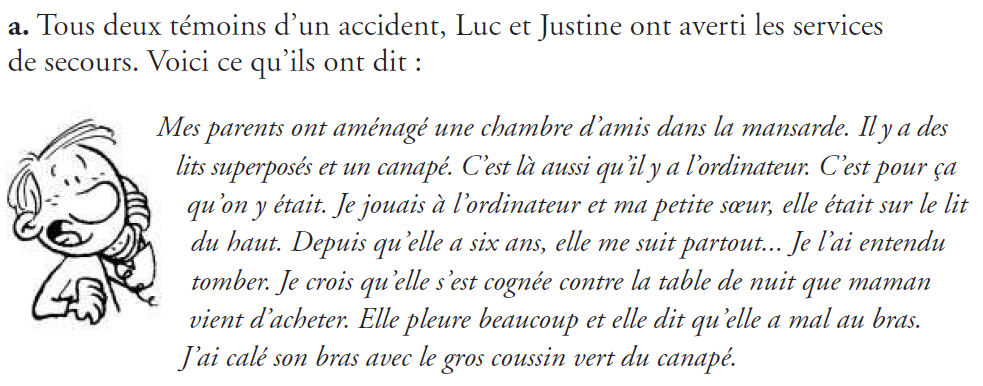 a. Tous deux témoins d'un accident, Luc et Justine ont averti les services
de secours. Voici ce qu'ils ont dit :
Mes parents ont aménagé une chambre d'amis dans la mansarde. Il y a des
lits superposés et un canapé. C'est là aussi qu'il y a l'ordinateur. C'est pour ça
qu'on y était. Je jouais à l'ordinateur et ma petite sœur, elle était sur le lit
du haut. Depuis qu'elle a six ans, elle me suit partout... Je l'ai entendu
tomber. Je crois qu'elle s'est cognée contre la table de nuit que maman
vient d'acheter. Elle pleure beaucoup et elle dit qu'elle a mal au bras.
J'ai calé son bras avec le gros coussin vert du canapé.